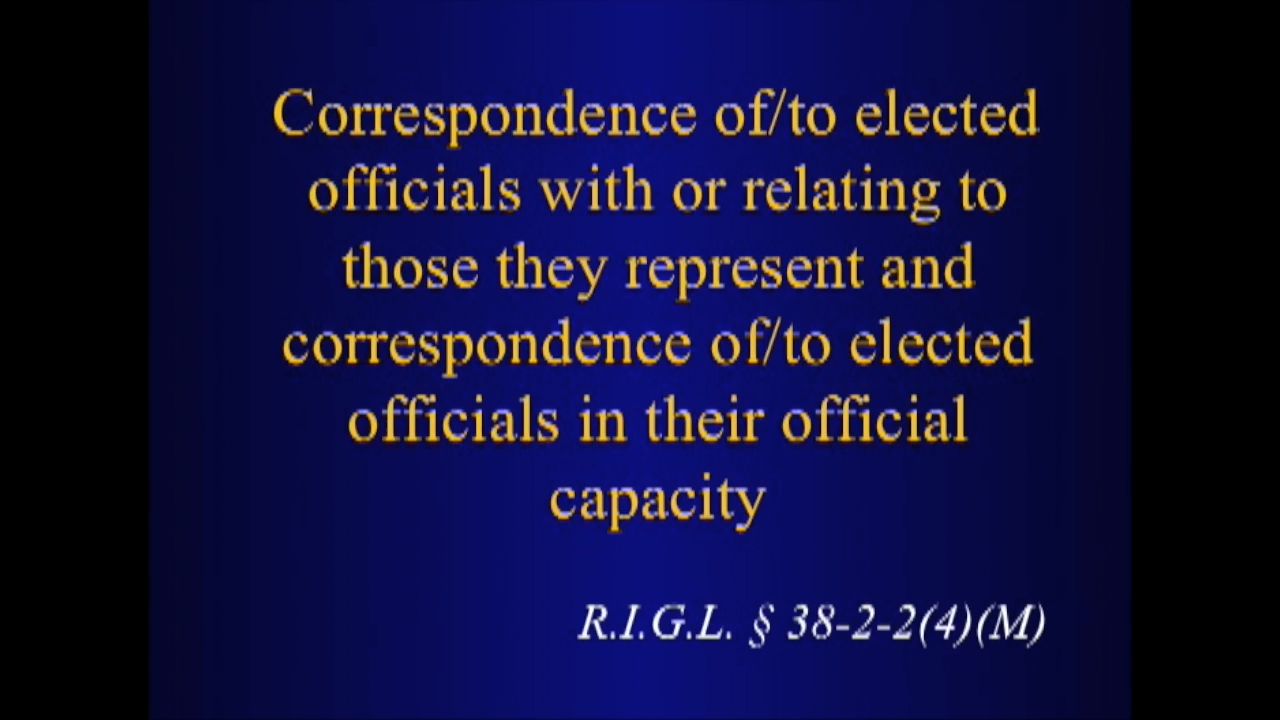 Correspondence of/to elected
officials with or relating to
those they represent and
correspondence of/to elected
officials in their official
capacity
R.I.G.L. § 38-2-2(4)(M)